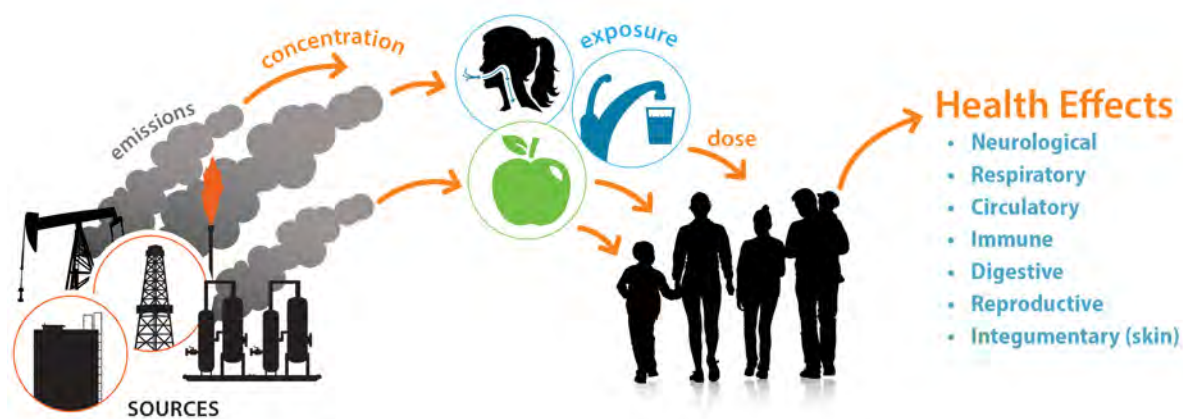 emissions
concentration
exposure
dose
SOURCES
Health Effects
• Neurological
• Respiratory
• Circulatory
• Immune
• Digestive
• Reproductive
• Integumentary (skin)